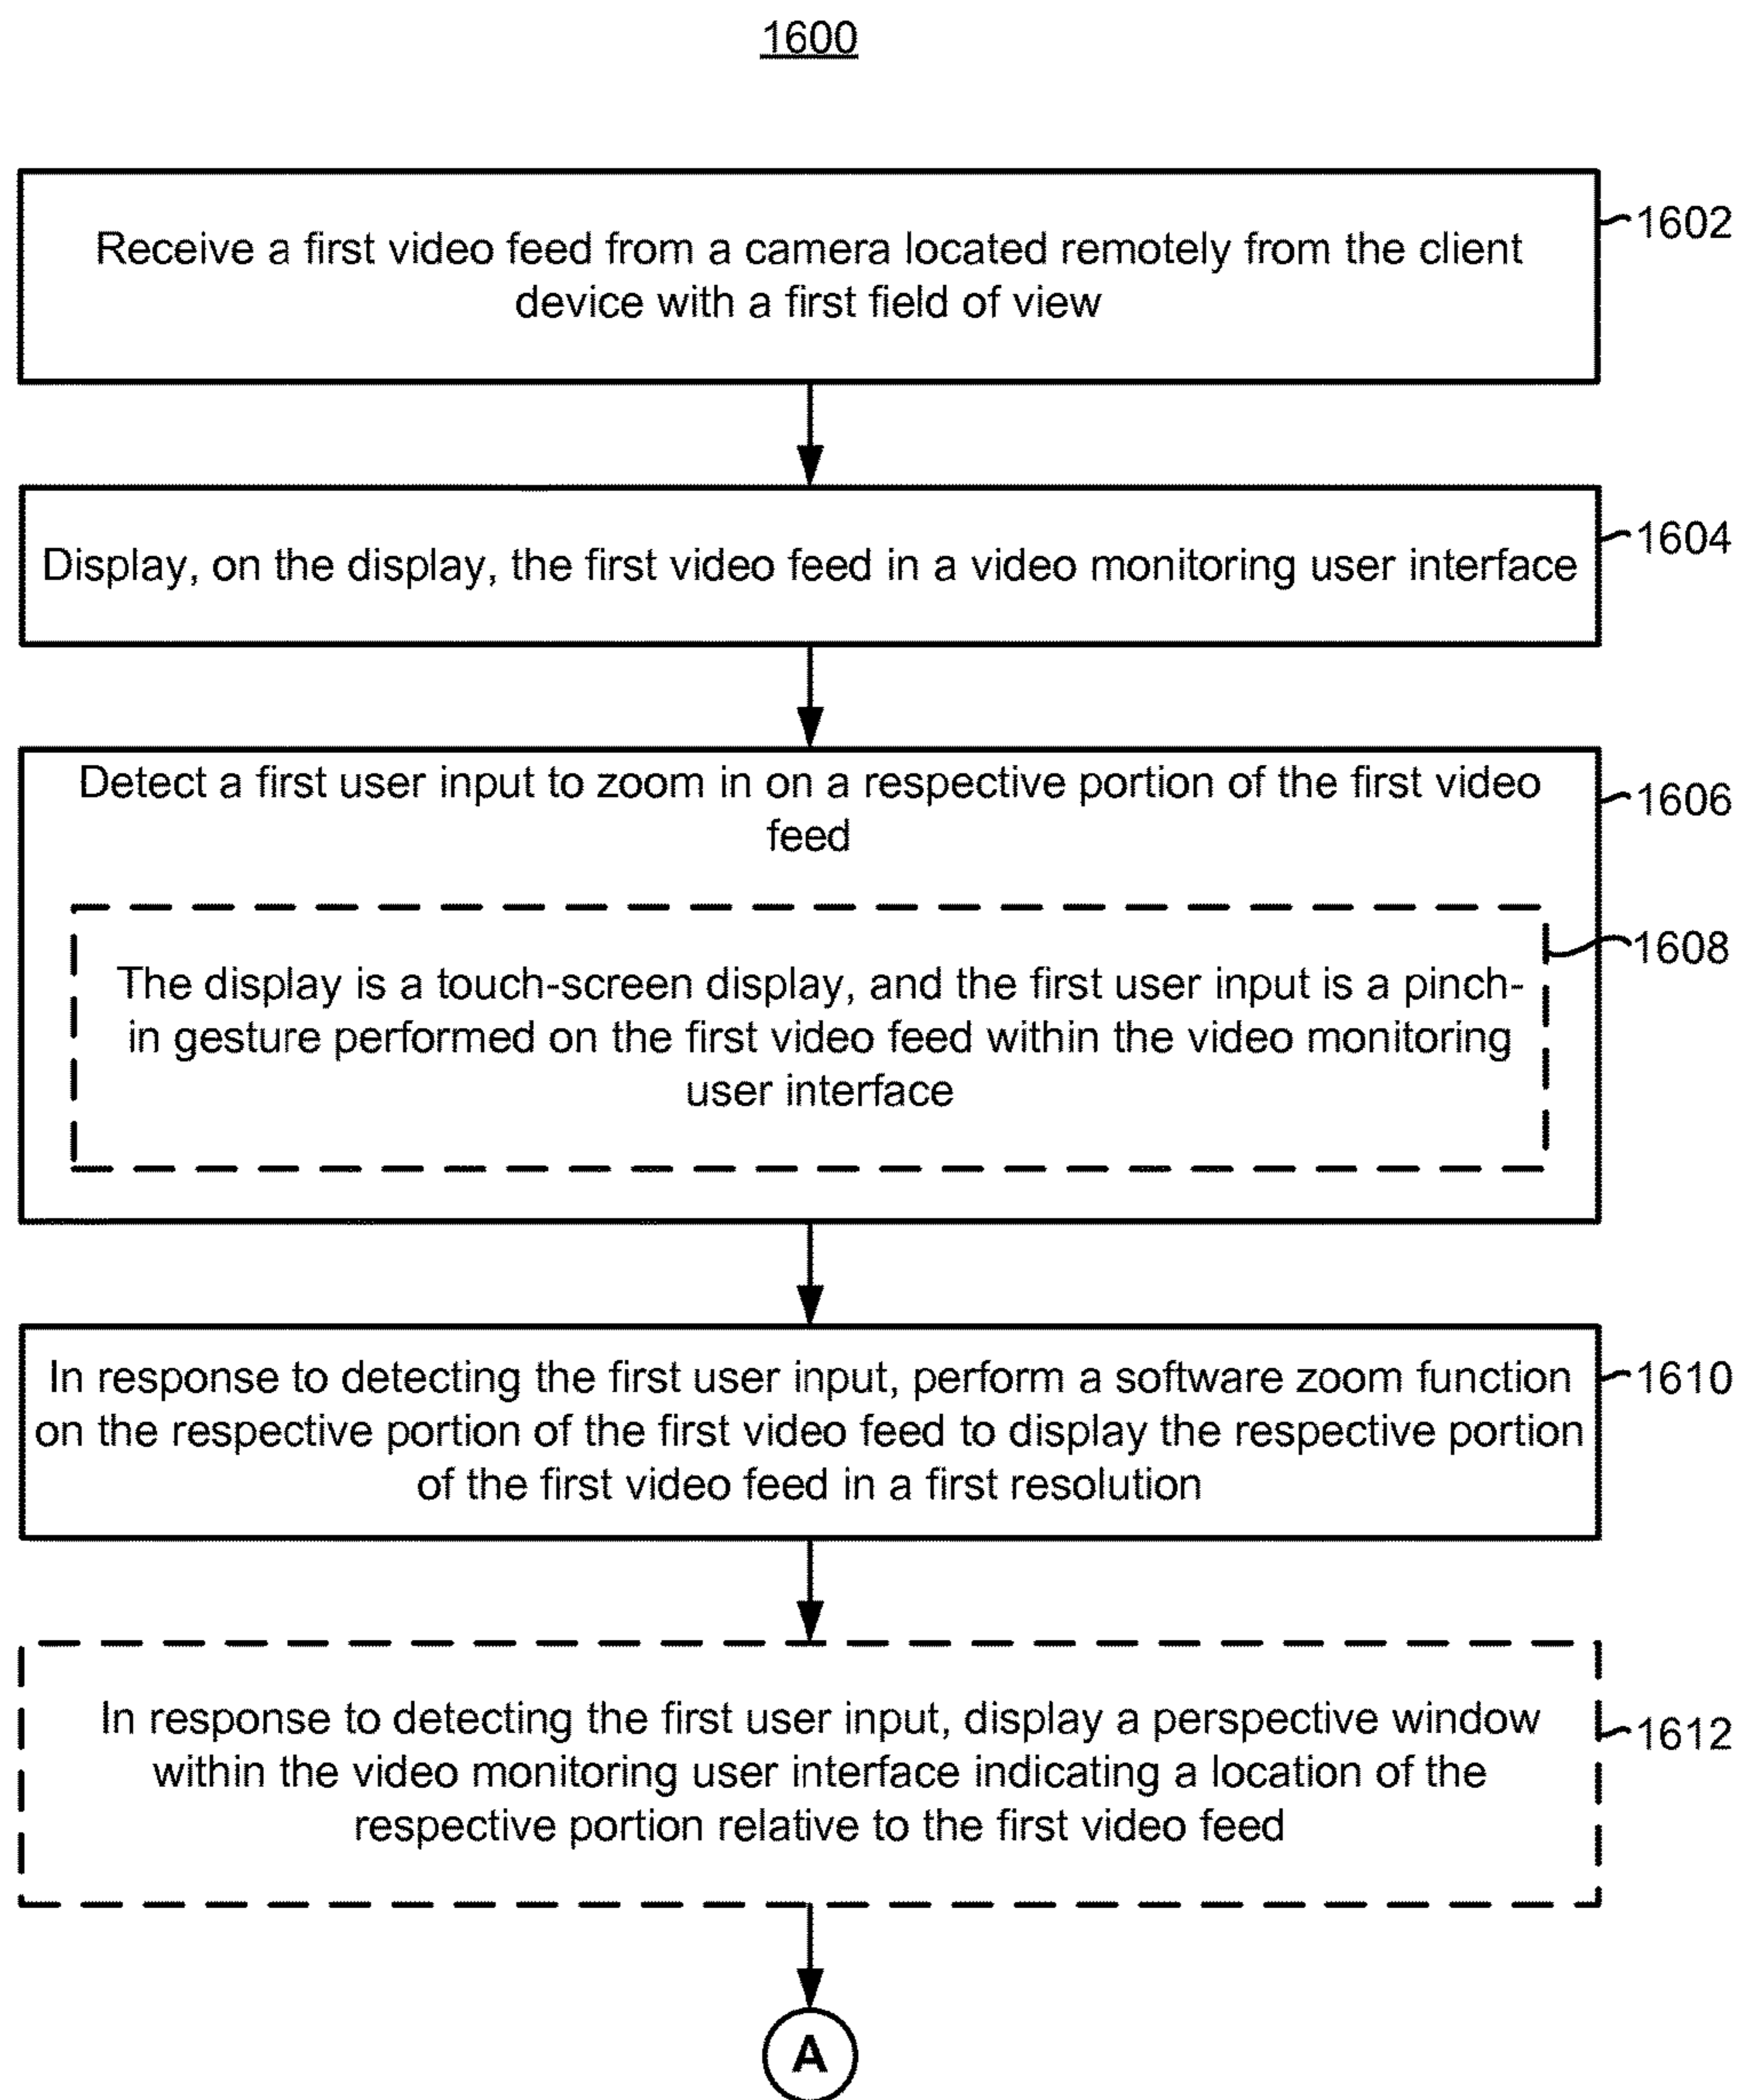 1600
Receive a first video feed from a camera located remotely from the client
device with a first field of view
1602
Display, on the display, the first video feed in a video monitoring user interface
1604
Detect a first user input to zoom in on a respective portion of the first video
feed
1606
The display is a touch-screen display, and the first user input is a pinch-
in gesture performed on the first video feed within the video monitoring
user interface
1608
In response to detecting the first user input, perform a software zoom function
on the respective portion of the first video feed to display the respective portion
of the first video feed in a first resolution
1610
In response to detecting the first user input, display a perspective window
within the video monitoring user interface indicating a location of the
respective portion relative to the first video feed
1612
A